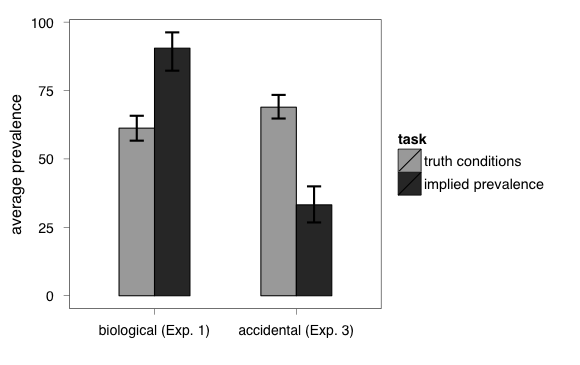 average prevalence
100
75
50
25
0
biological (Exp. 1)
accidental (Exp. 3)
task
truth conditions
implied prevalence